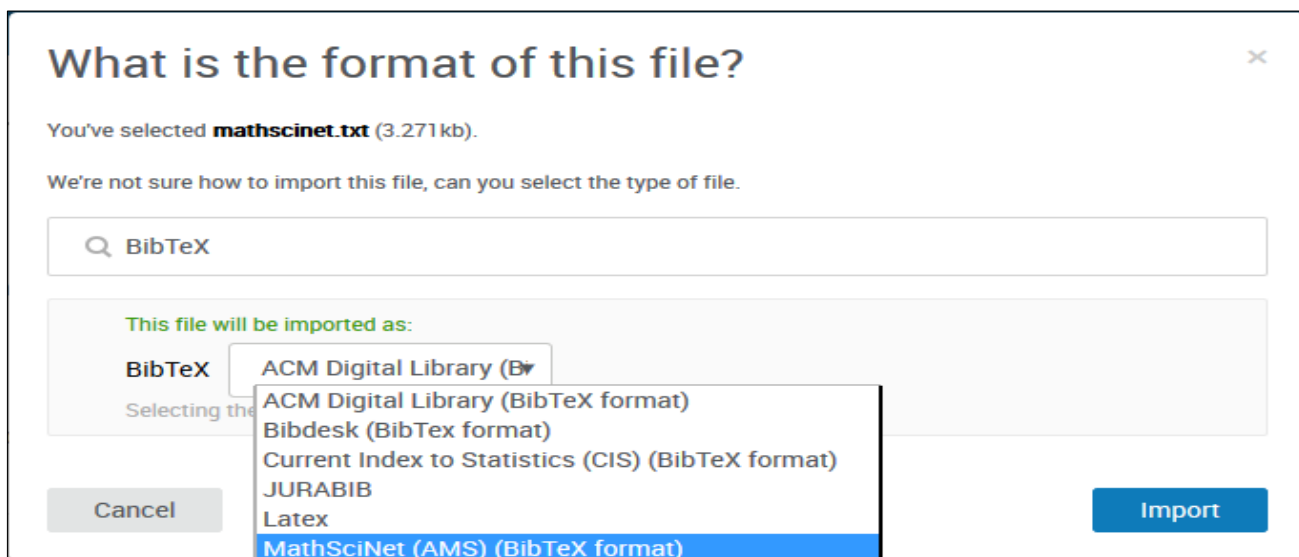 What is the format of this file?
You've selected mathscinet.txt (3.271kb).
We're not sure how to import this file, can you select the type of file.
BibTeX
This file will be imported as:
BibTeX ACM Digital Library (B
Selecting the
ACM Digital Library (BibTeX format)
Bibdesk (BibTex format)
Current Index to Statistics (CIS) (BibTeX format)
JURABIB
Latex
MathSciNet (AMS) (BibTeX format)
Cancel
Import